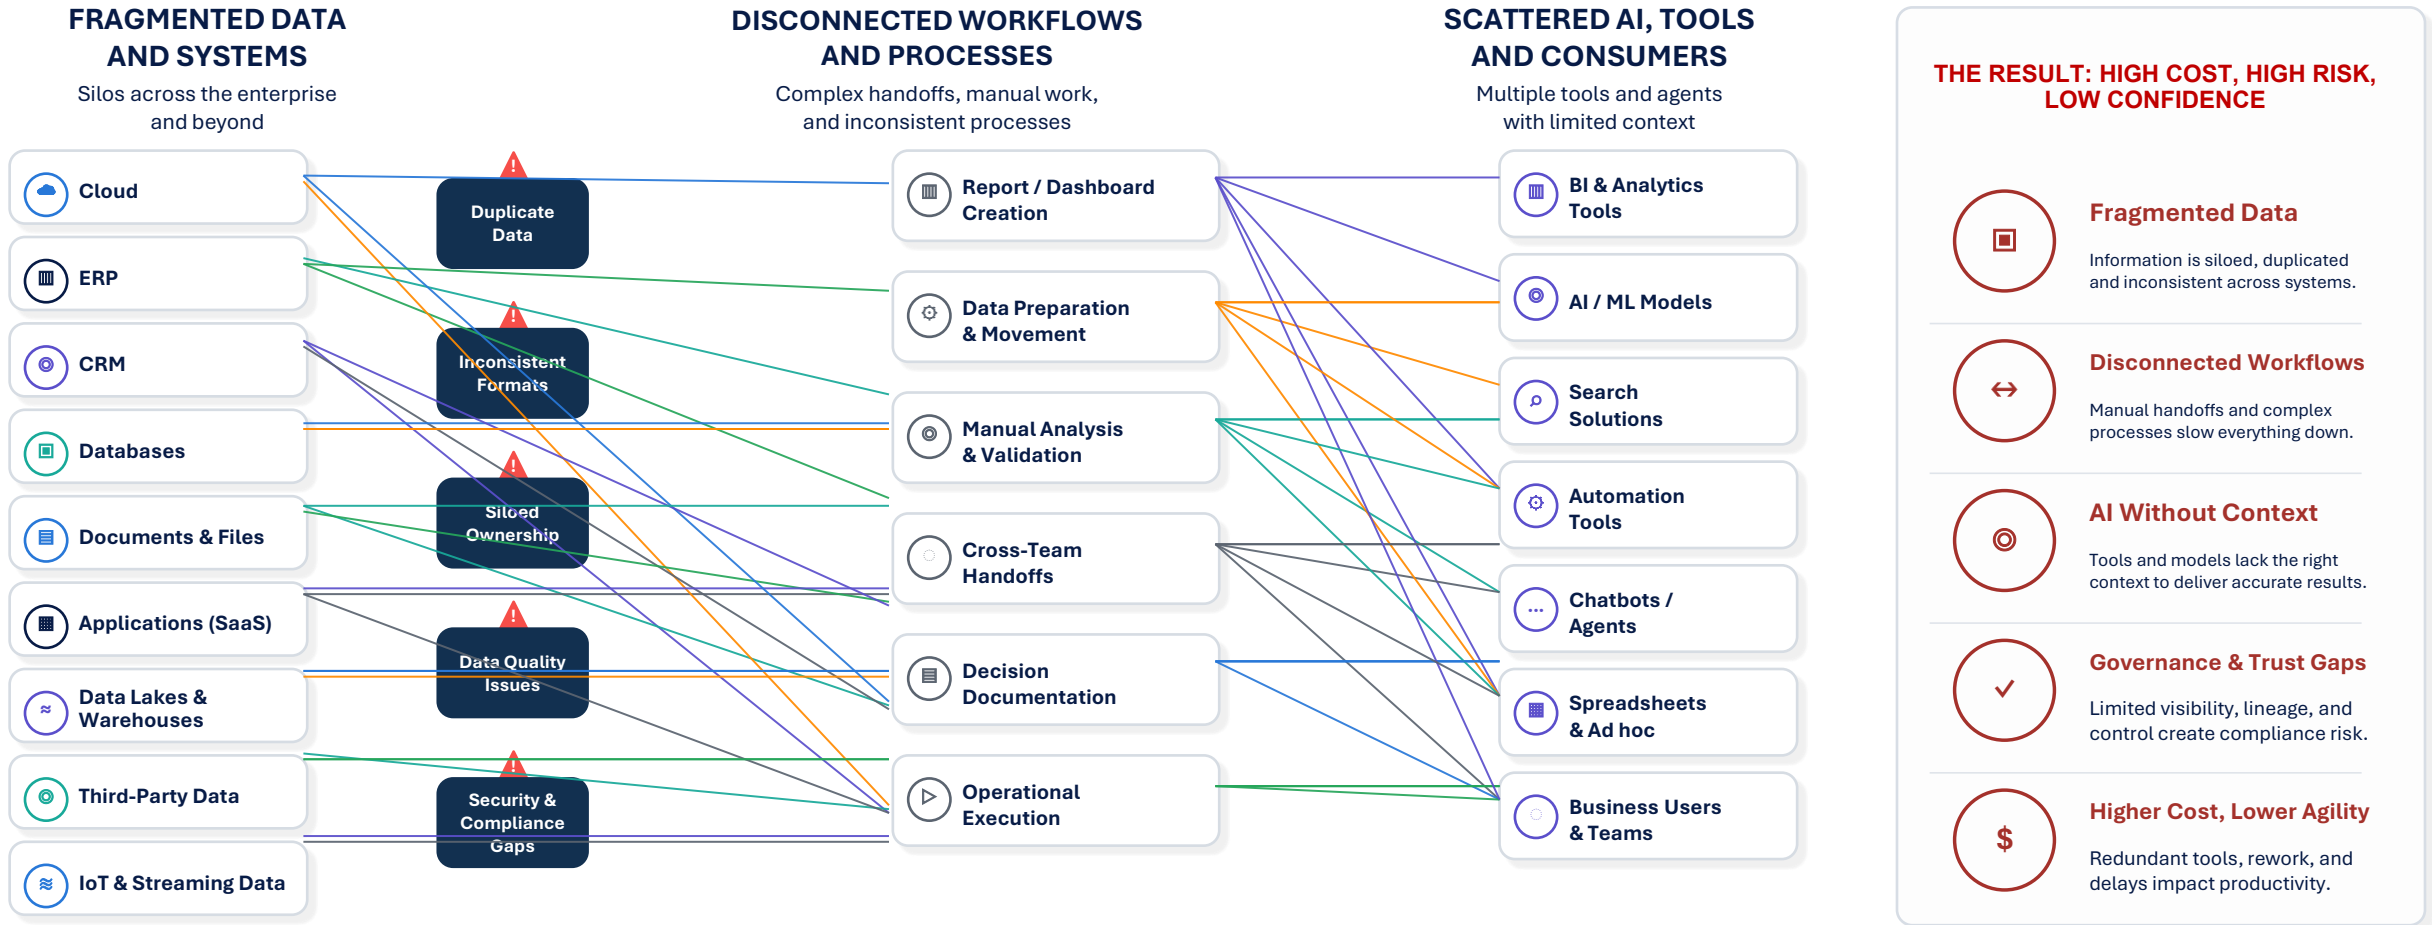 FRAGMENTED DATA
AND SYSTEMS
Silos across the enterprise
and beyond
Cloud
ERP
CRM
Databases
Documents & Files
Applications (SaaS)
Data Lakes &
Warehouses
Third-Party Data
IoT & Streaming Data
!
Duplicate
Data
!
Inconsistent
Formats
!
Siloed
Ownership
!
Data Quality
Issues
!
Security &
Compliance
Gaps
DISCONNECTED WORKFLOWS
AND PROCESSES
Complex handoffs, manual work,
and inconsistent processes
Report / Dashboard
Creation
Data Preparation
& Movement
Manual Analysis
& Validation
Cross-Team
Handoffs
Decision
Documentation
Operational
Execution
SCATTERED AI, TOOLS
AND CONSUMERS
Multiple tools and agents
with limited context
BI & Analytics
Tools
AI / ML Models
Search
Solutions
Automation
Tools
Chatbots /
Agents
Spreadsheets
& Ad hoc
Business Users
& Teams
THE RESULT: HIGH COST, HIGH RISK,
LOW CONFIDENCE
Fragmented Data
Information is siloed, duplicated
and inconsistent across systems.
Disconnected Workflows
Manual handoffs and complex
processes slow everything down.
AI Without Context
Tools and models lack the right
context to deliver accurate results.
Governance & Trust Gaps
Limited visibility, lineage, and
control create compliance risk.
$
Higher Cost, Lower Agility
Redundant tools, rework, and
delays impact productivity.